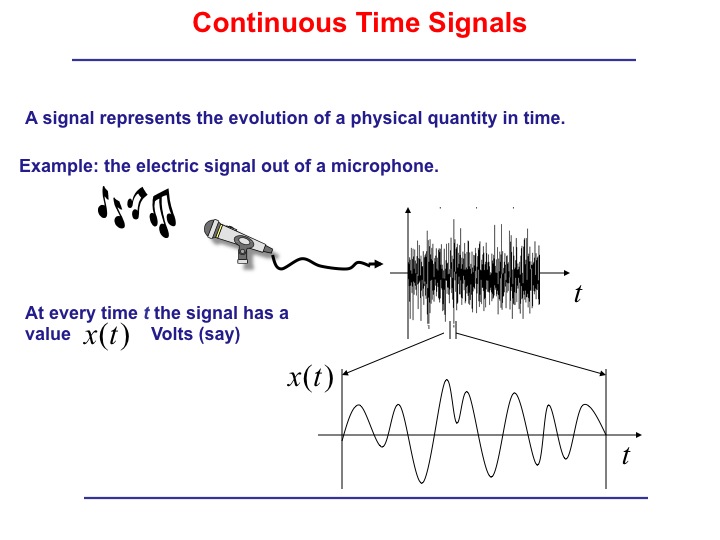 Continuous Time Signals
A signal represents the evolution of a physical quantity in time.
Example: the electric signal out of a microphone.
t
At every time t the signal has a
value x(t) Volts (say)
x(t)
t